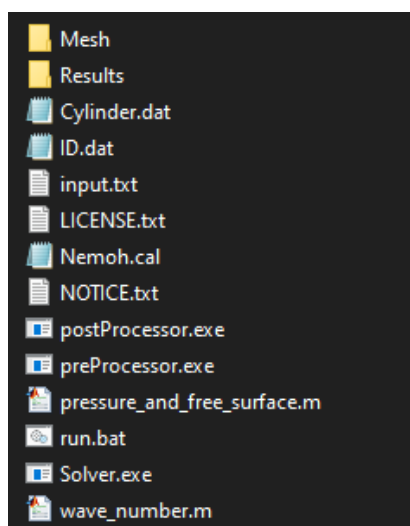 Mesh
Results
Cylinder.dat
ID.dat
input.txt
LICENSE.txt
Nemoh.cal
NOTICE.txt
postProcessor.exe
preProcessor.exe
pressure_and_free_surface.m
run.bat
Solver.exe
wave_number.m